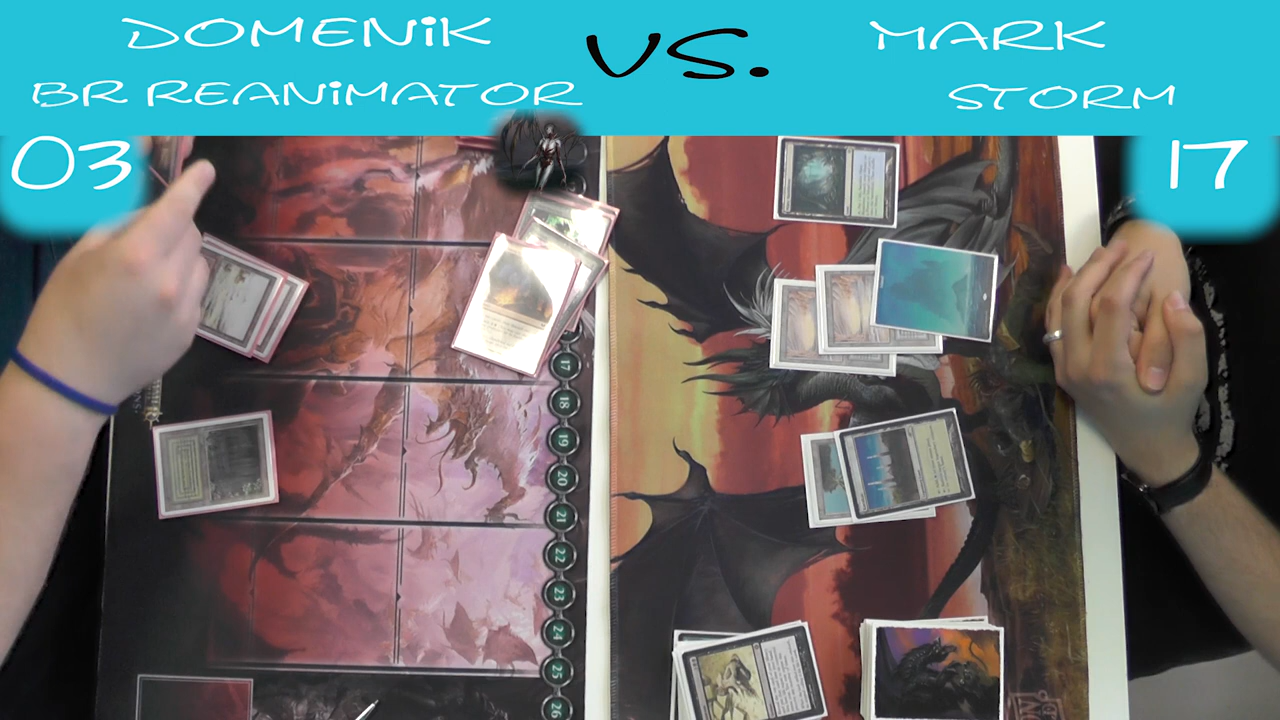 DOMENIK
BR REANIMATOR
VS.
MARK
STORM
03
17
17
18
19
20
21
22
23
24
25
26